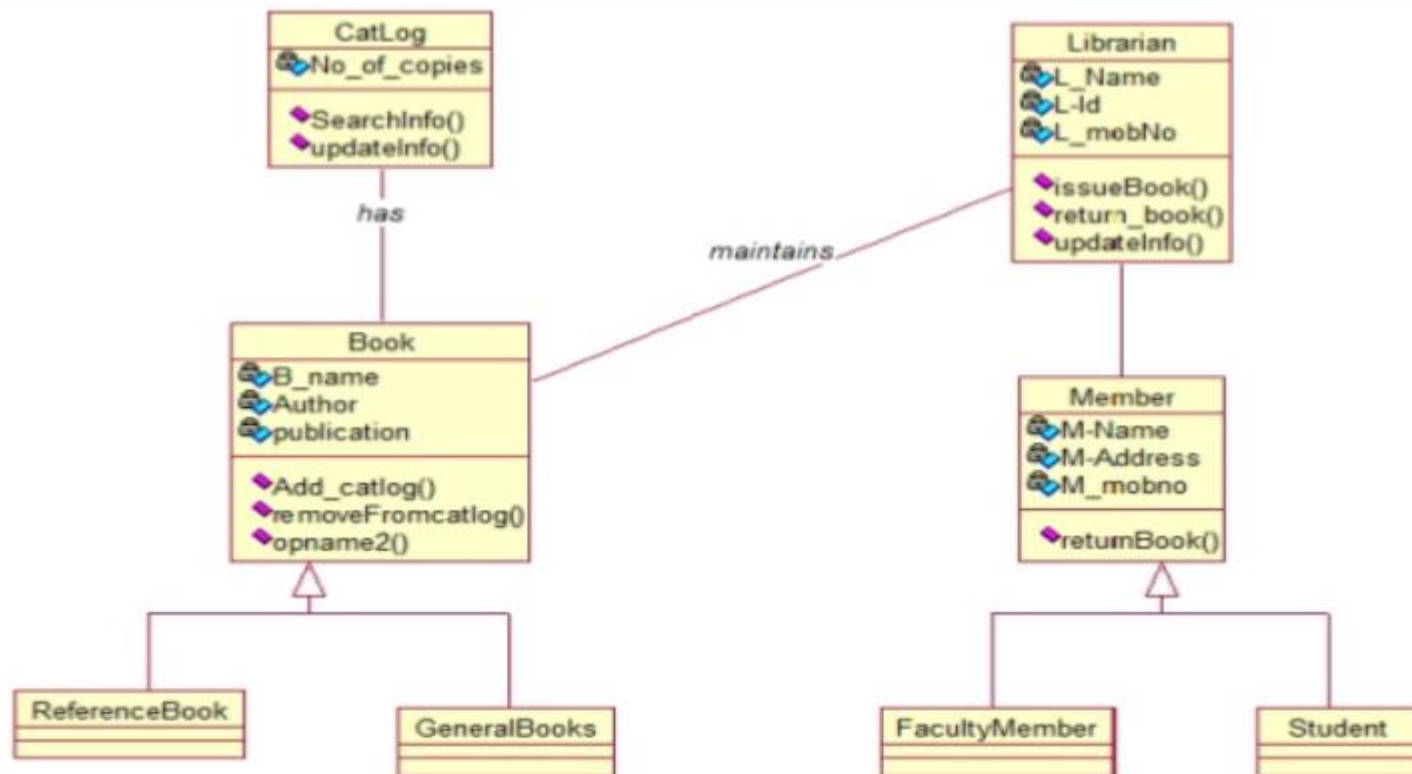 CatLog
No_of_copies
SearchInfo()
updateInfo()
has
Librarian
L_Name
L-Id
L_mobNo
issueBook()
return_book()
updateInfo()
maintains
Book
B_name
Author
publication
Add_catlog()
removeFromcatlog()
opname2()
Member
M-Name
M-Address
M_mobno
returnBook()
ReferenceBook
GeneralBooks
FacultyMember
Student